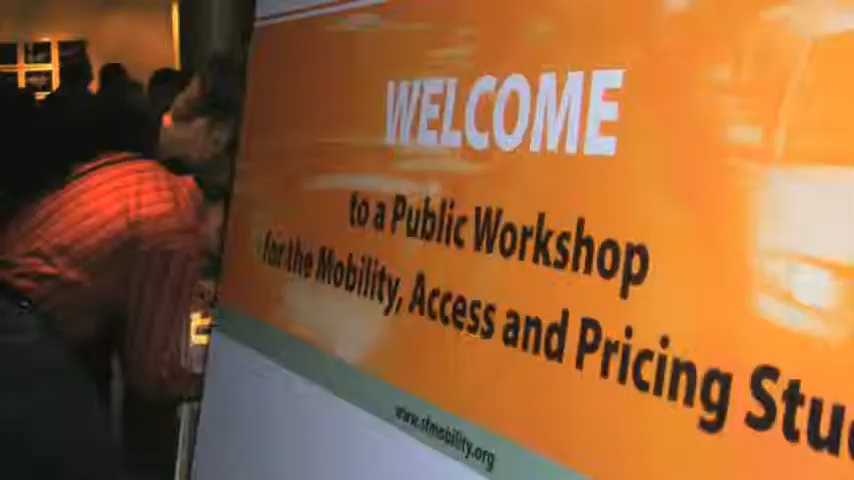 WELCOME
to a Public Workshop
for the Mobility, Access and Pricing Stu
www.sfmobility.org